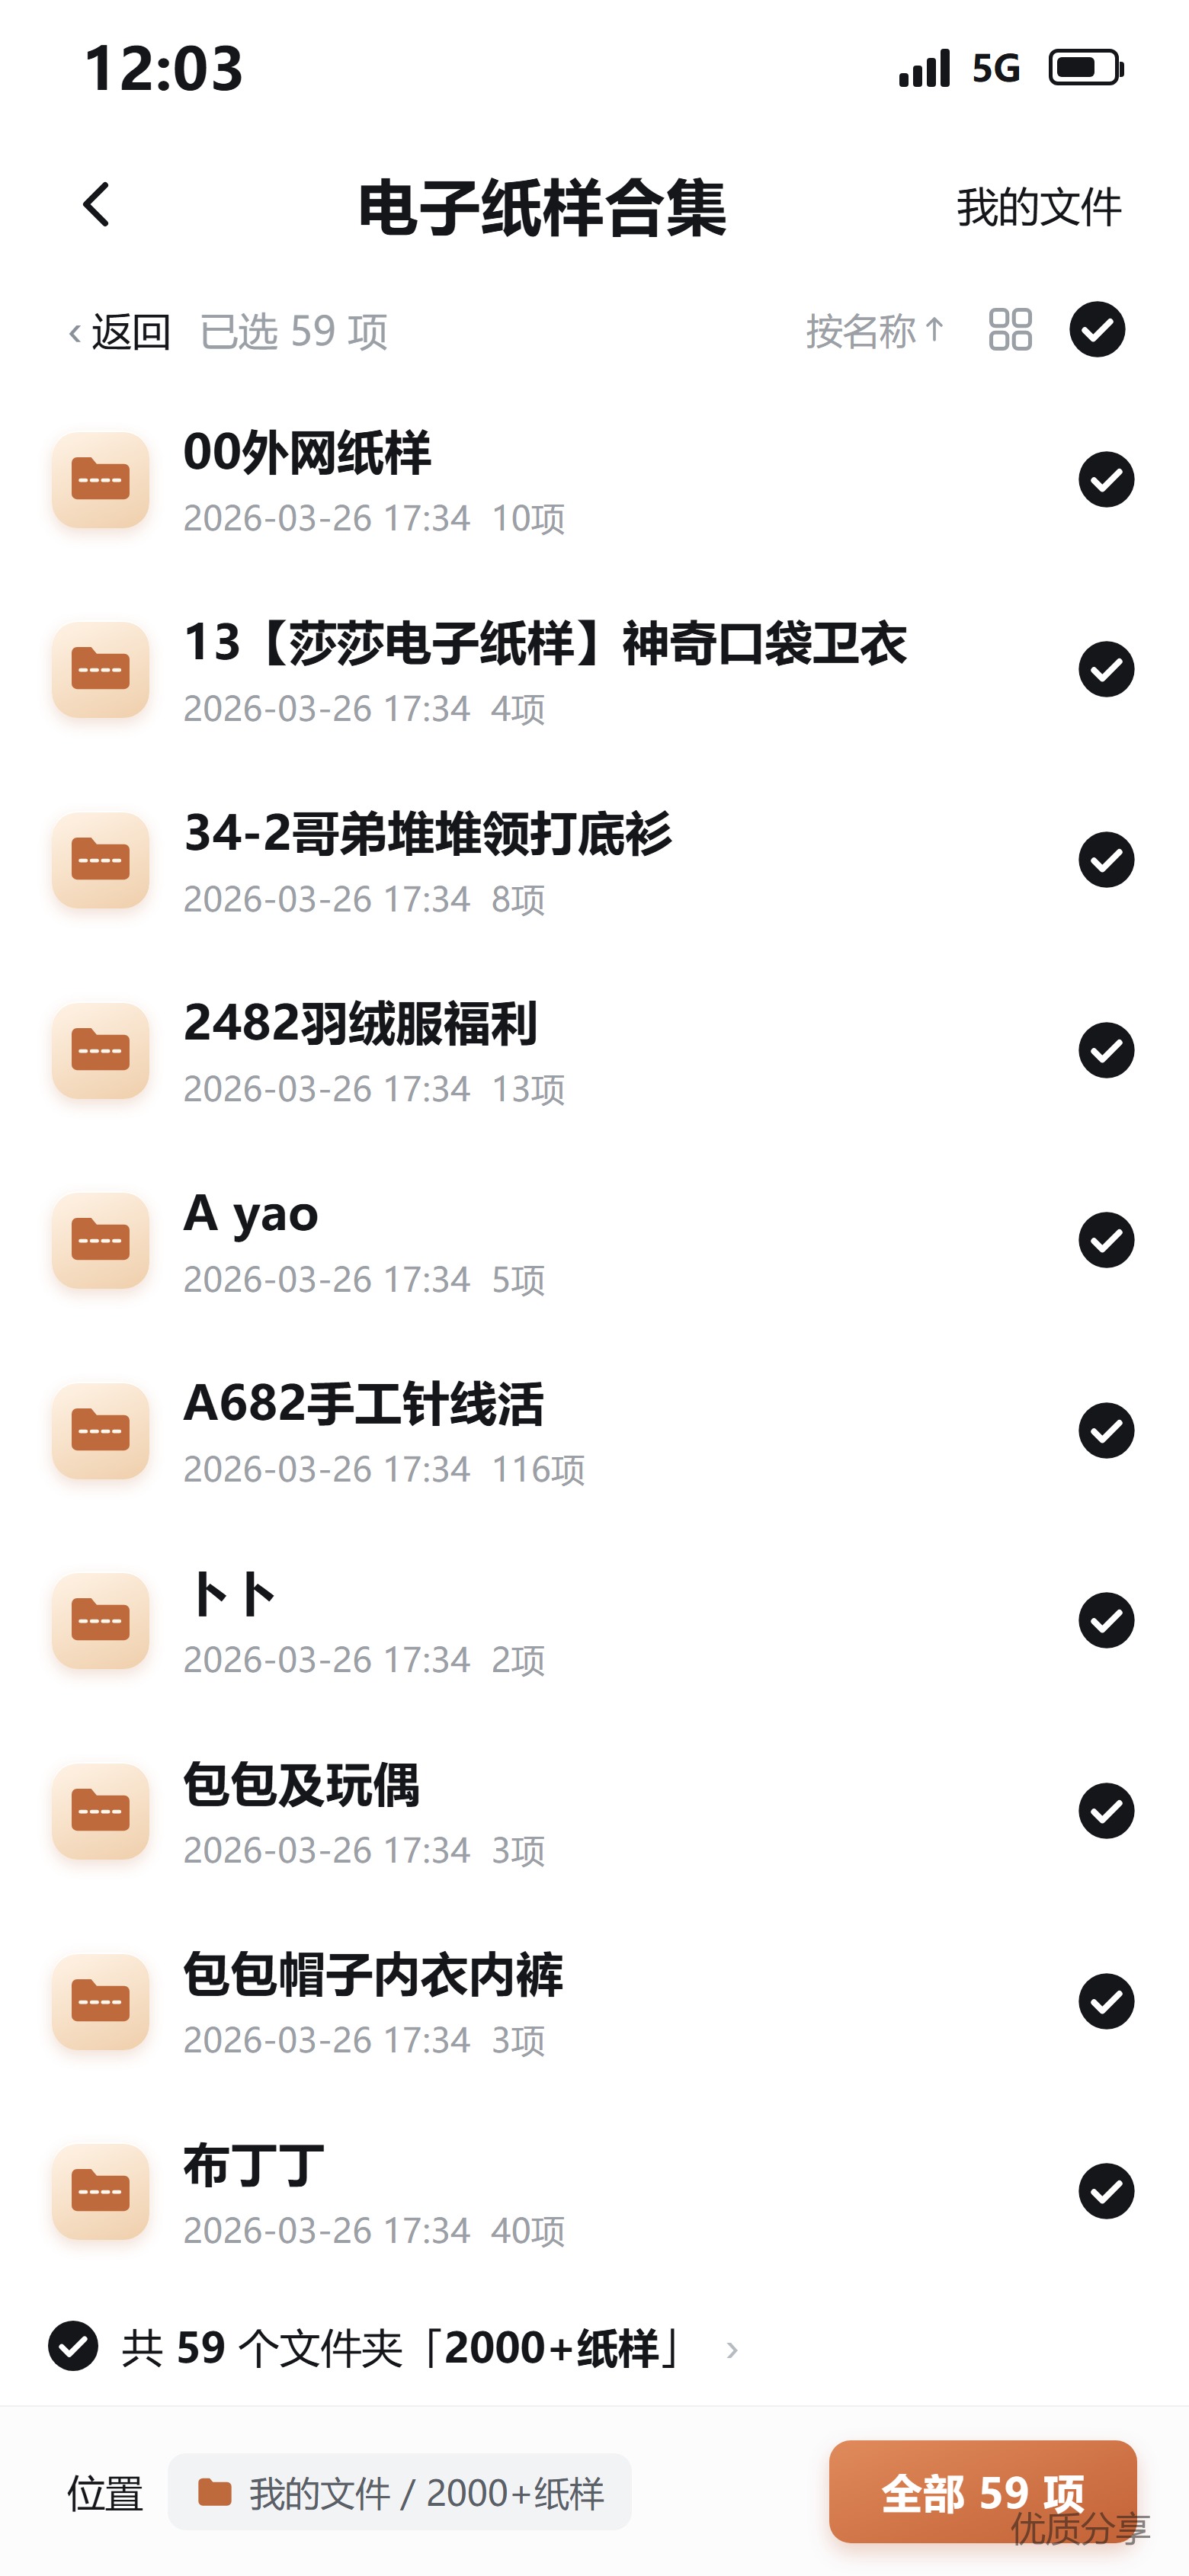 12:03 5G
电子纸样合集 我的文件
‹ 返回 已选 59 项 按名称↑
00外网纸样
2026-03-26 17:34 10项
13【莎莎电子纸样】神奇口袋卫衣
2026-03-26 17:34 4项
34-2哥弟堆堆领打底衫
2026-03-26 17:34 8项
2482羽绒服福利
2026-03-26 17:34 13项
A yao
2026-03-26 17:34 5项
A682手工针线活
2026-03-26 17:34 116项
卜卜
2026-03-26 17:34 2项
包包及玩偶
2026-03-26 17:34 3项
包包帽子内衣内裤
2026-03-26 17:34 3项
布丁丁
2026-03-26 17:34 40项
共 59 个文件夹「2000+纸样」 ›
位置 我的文件 / 2000+纸样 全部 59 项
优质分享